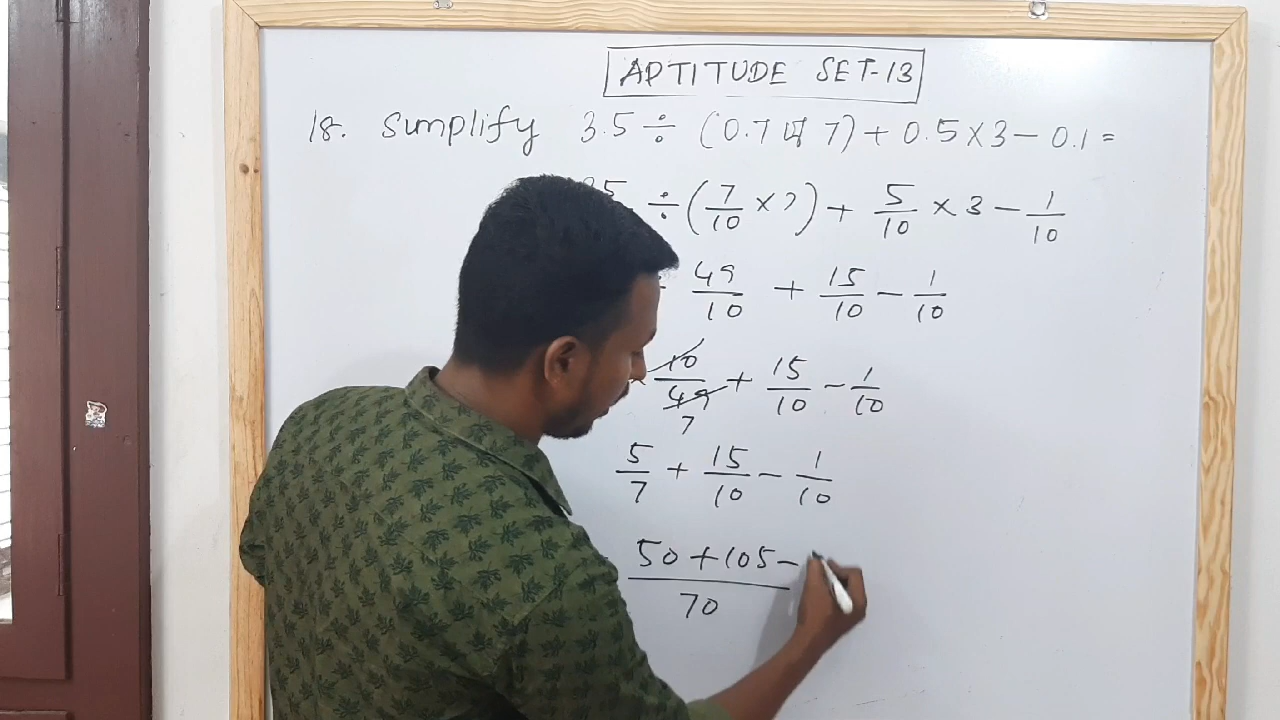 APTITUDE SET-13
18. Simplify 3.5 ÷ (0.7 of 7) + 0.5 × 3 – 0.1 =
35 ÷ (7/10 × 7) + 5/10 × 3 – 1/10
49/10 + 15/10 – 1/10
10/49 7 + 15/10 – 1/10
5/7 + 15/10 – 1/10
50 + 105 – / 70